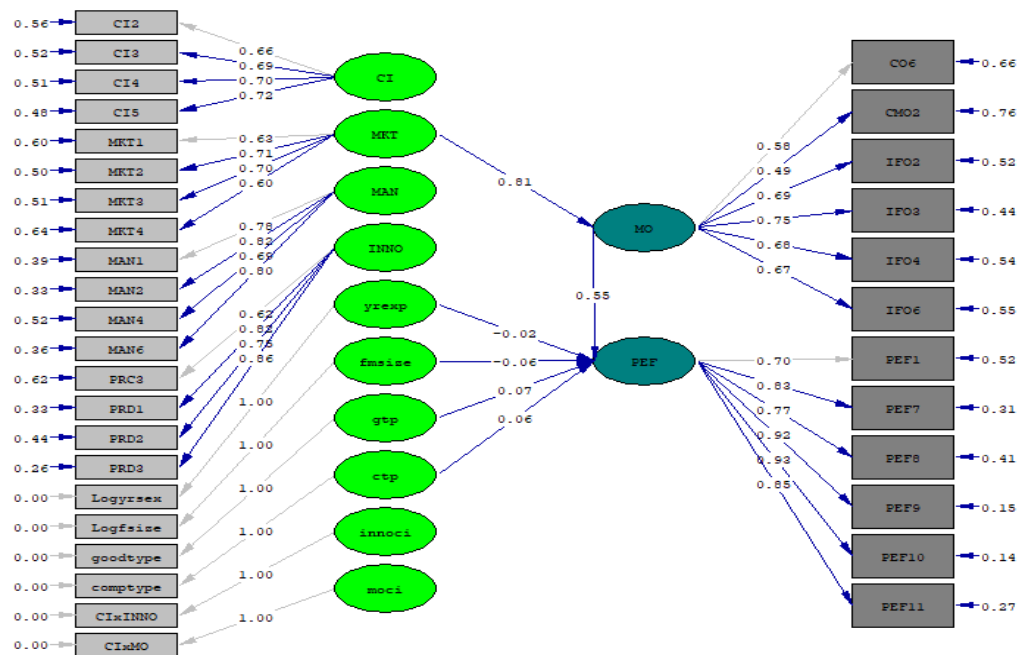 0.56 CI2
0.52 CI3
0.51 CI4
0.48 CI5
0.60 MKT1
0.50 MKT2
0.51 MKT3
0.64 MKT4
0.39 MAN1
0.33 MAN2
0.52 MAN4
0.36 MAN6
0.62 PRC3
0.33 PRD1
0.44 PRD2
0.26 PRD3
0.00 Logyrsex
0.00 Logfsize
0.00 goodtype
0.00 comptype
0.00 CIxINNO
0.00 CIxMO
0.66
0.69
0.70
0.72
0.63
0.71
0.70
0.60
0.78
0.82
0.69
0.80
0.62
0.82
0.75
0.86
1.00
1.00
1.00
1.00
1.00
1.00
CI
MKT
MAN
INNO
yrexp
fmsize
gtp
ctp
innoci
moci
0.81
-0.02
-0.06
0.07
0.06
MO
0.55
PEF
0.58
0.49
0.69
0.75
0.68
0.67
0.70
0.83
0.77
0.92
0.93
0.85
CO6 0.66
CMO2 0.76
IFO2 0.52
IFO3 0.44
IFO4 0.54
IFO6 0.55
PEF1 0.52
PEF7 0.31
PEF8 0.41
PEF9 0.15
PEF10 0.14
PEF11 0.27